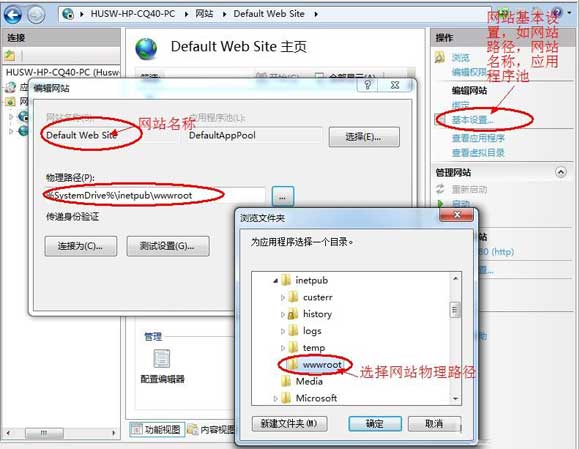 HUSW-HP-CQ40-PC ▸ 网站 ▸ Default Web Site ▸
连接
HUSW-HP-CQ40-PC (Husw
网
Default Web Site 主页
操作
浏览
编辑权限
编辑网站
绑定
基本设置...
查看应用程序
查看虚拟目录
管理网站
重新启动
启动
80 (http)
网站基本设
置，如网站
路径，网站
名称，应用
程序池
编辑网站
网站名称(S):
应用程序池(L):
Default Web Site
DefaultAppPool
选择(E)...
网站名称
物理路径(P):
%SystemDrive%\inetpub\wwwroot
...
传递身份验证
连接为(C)...
测试设置(G)...
浏览文件夹
为应用程序选择一个目录。
inetpub
custerr
history
logs
temp
wwwroot
Media
Microsoft
选择网站物理路径
新建文件夹(M)
确定
取消
管理
配置编辑器
功能视图
内容视图